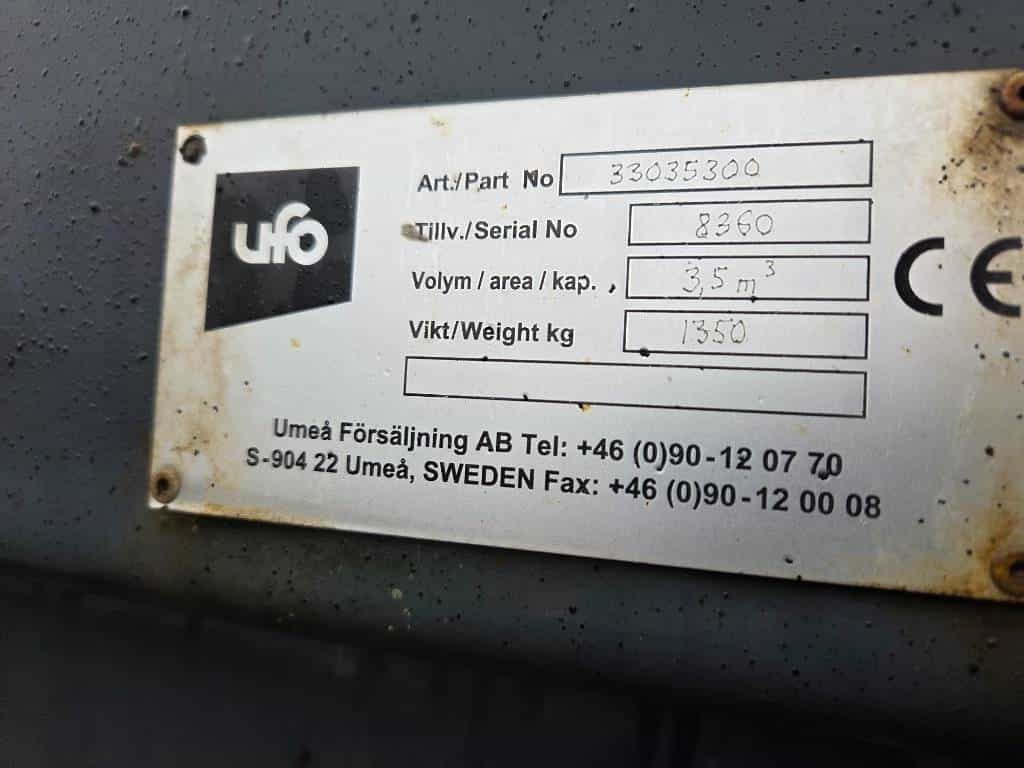 ufo
Art./Part No 33035300
Tillv./Serial No 8360
Volym / area / kap. 3,5 m³
Vikt/Weight kg 1350
CE
Umeå Försäljning AB Tel: +46 (0)90-12 07 70
S-904 22 Umeå, SWEDEN Fax: +46 (0)90-12 00 08